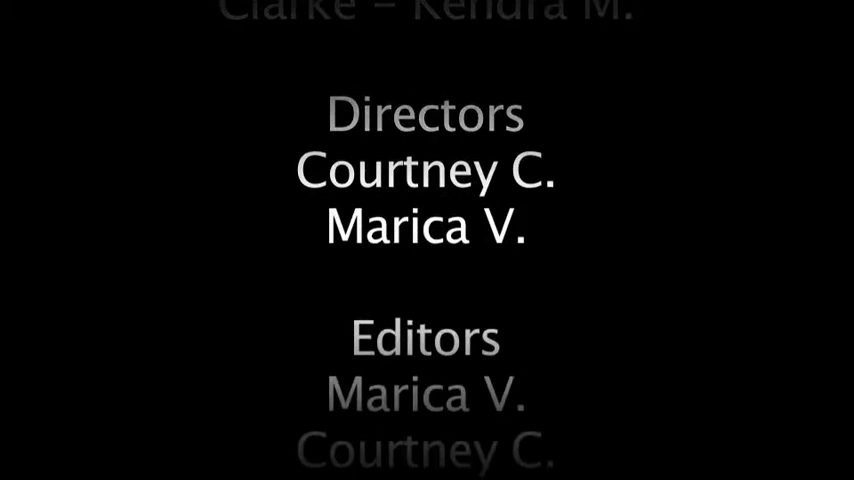 Clarke - Kendra M.
Directors
Courtney C.
Marica V.
Editors
Marica V.
Courtney C.